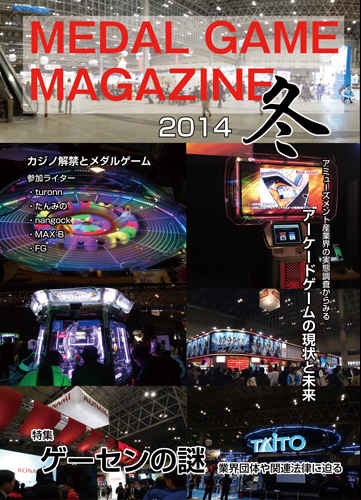 MEDAL GAME
MAGAZINE
2014 冬
カジノ解禁とメダルゲーム
参加ライター
・turonn
・たんみの
・nangock
・MAX-B
・FG
アミューズメント産業界の実態調査からみる
アーケードゲームの現状と未来
TAITO
特集
ゲーセンの謎
業界団体や関連法律に迫る